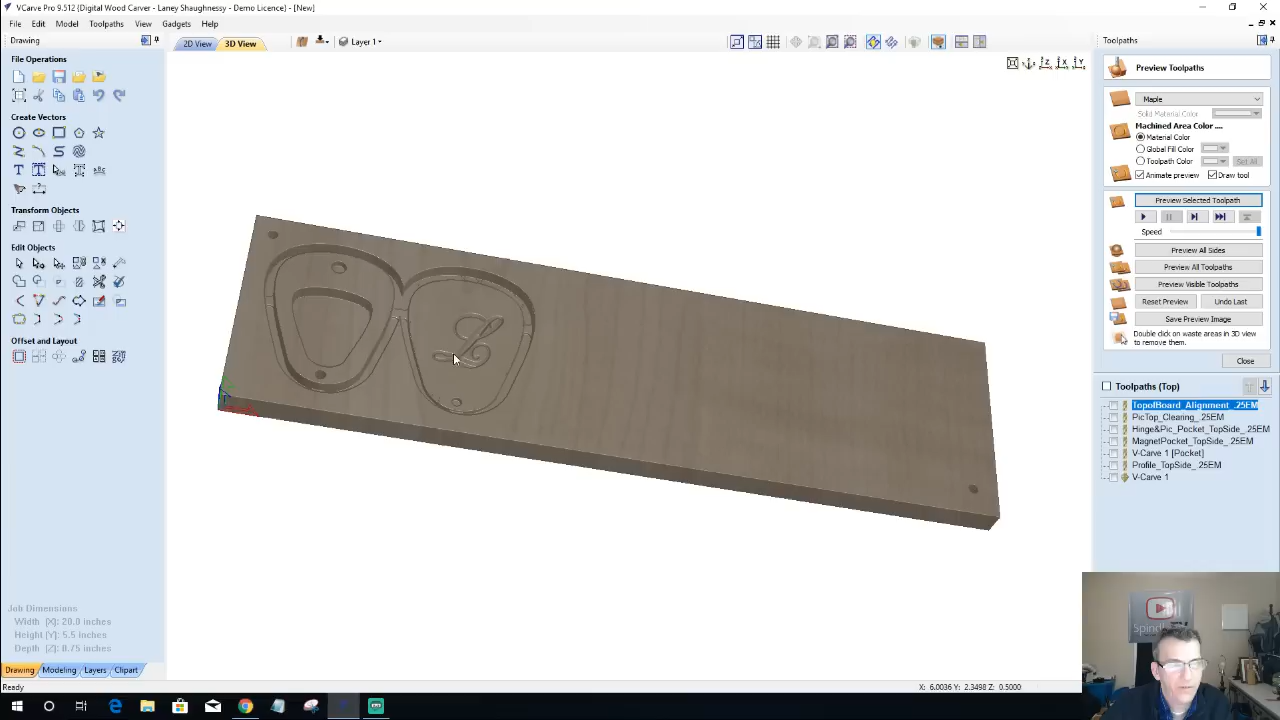 VCarve Pro 9.512 {Digital Wood Carver - Laney Shaughnessy - Demo Licence} - [New]
File Edit Model Toolpaths View Gadgets Help
Drawing
2D View
3D View
Layer 1
Toolpaths
File Operations
Create Vectors
Transform Objects
Edit Objects
Offset and Layout
Job Dimensions
Width (X): 20.0 inches
Height (Y): 5.5 inches
Depth (Z): 0.75 inches
Drawing Modeling Layers Clipart
Ready
X: 6.0036 Y: 2.3498 Z: 0.5000
L
Preview Toolpaths
Maple
Solid Material Color
Machined Area Color ....
Material Color
Global Fill Color
Toolpath Color
Set All
Animate preview
Draw tool
Preview Selected Toolpath
Speed
Preview All Sides
Preview All Toolpaths
Preview Visible Toolpaths
Reset Preview
Undo Last
Save Preview Image
Double click on waste areas in 3D view to remove them.
Close
Toolpaths (Top)
TopolBoard_Alignment_.25EM
PicTop_Clearing_.25EM
Hinge&Pic_Pocket_TopSide_.25EM
MagnetPocket_TopSide_.25EM
V-Carve 1 [Pocket]
Profile_TopSide_.25EM
V-Carve 1